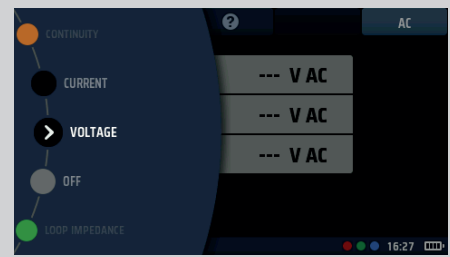 CONTINUITY
CURRENT
VOLTAGE
OFF
LOOP IMPEDANCE
?
AC
--- V AC
--- V AC
--- V AC
16:27